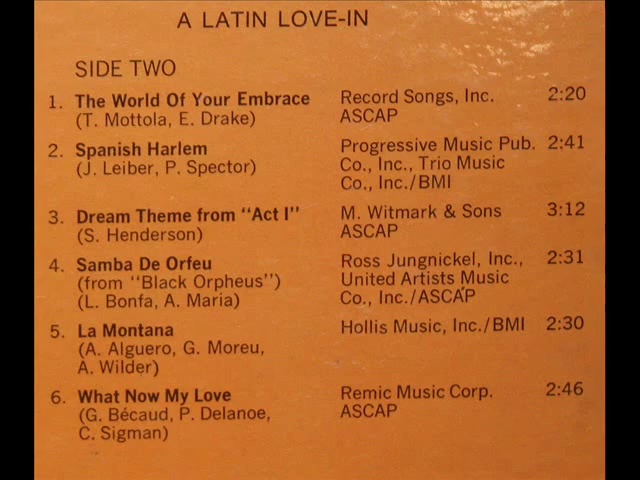 A LATIN LOVE-IN
SIDE TWO
1. The World Of Your Embrace Record Songs, Inc. 2:20
(T. Mottola, E. Drake) ASCAP
2. Spanish Harlem Progressive Music Pub. 2:41
(J. Leiber, P. Spector) Co., Inc., Trio Music
Co., Inc./BMI
3. Dream Theme from "Act I" M. Witmark & Sons 3:12
(S. Henderson) ASCAP
4. Samba De Orfeu Ross Jungnickel, Inc., 2:31
(from "Black Orpheus") United Artists Music
(L. Bonfa, A. Maria) Co., Inc./ASCAP
5. La Montana Hollis Music, Inc./BMI 2:30
(A. Alguero, G. Moreu,
A. Wilder)
6. What Now My Love Remic Music Corp. 2:46
(G. Bécaud, P. Delanoe, ASCAP
C. Sigman)